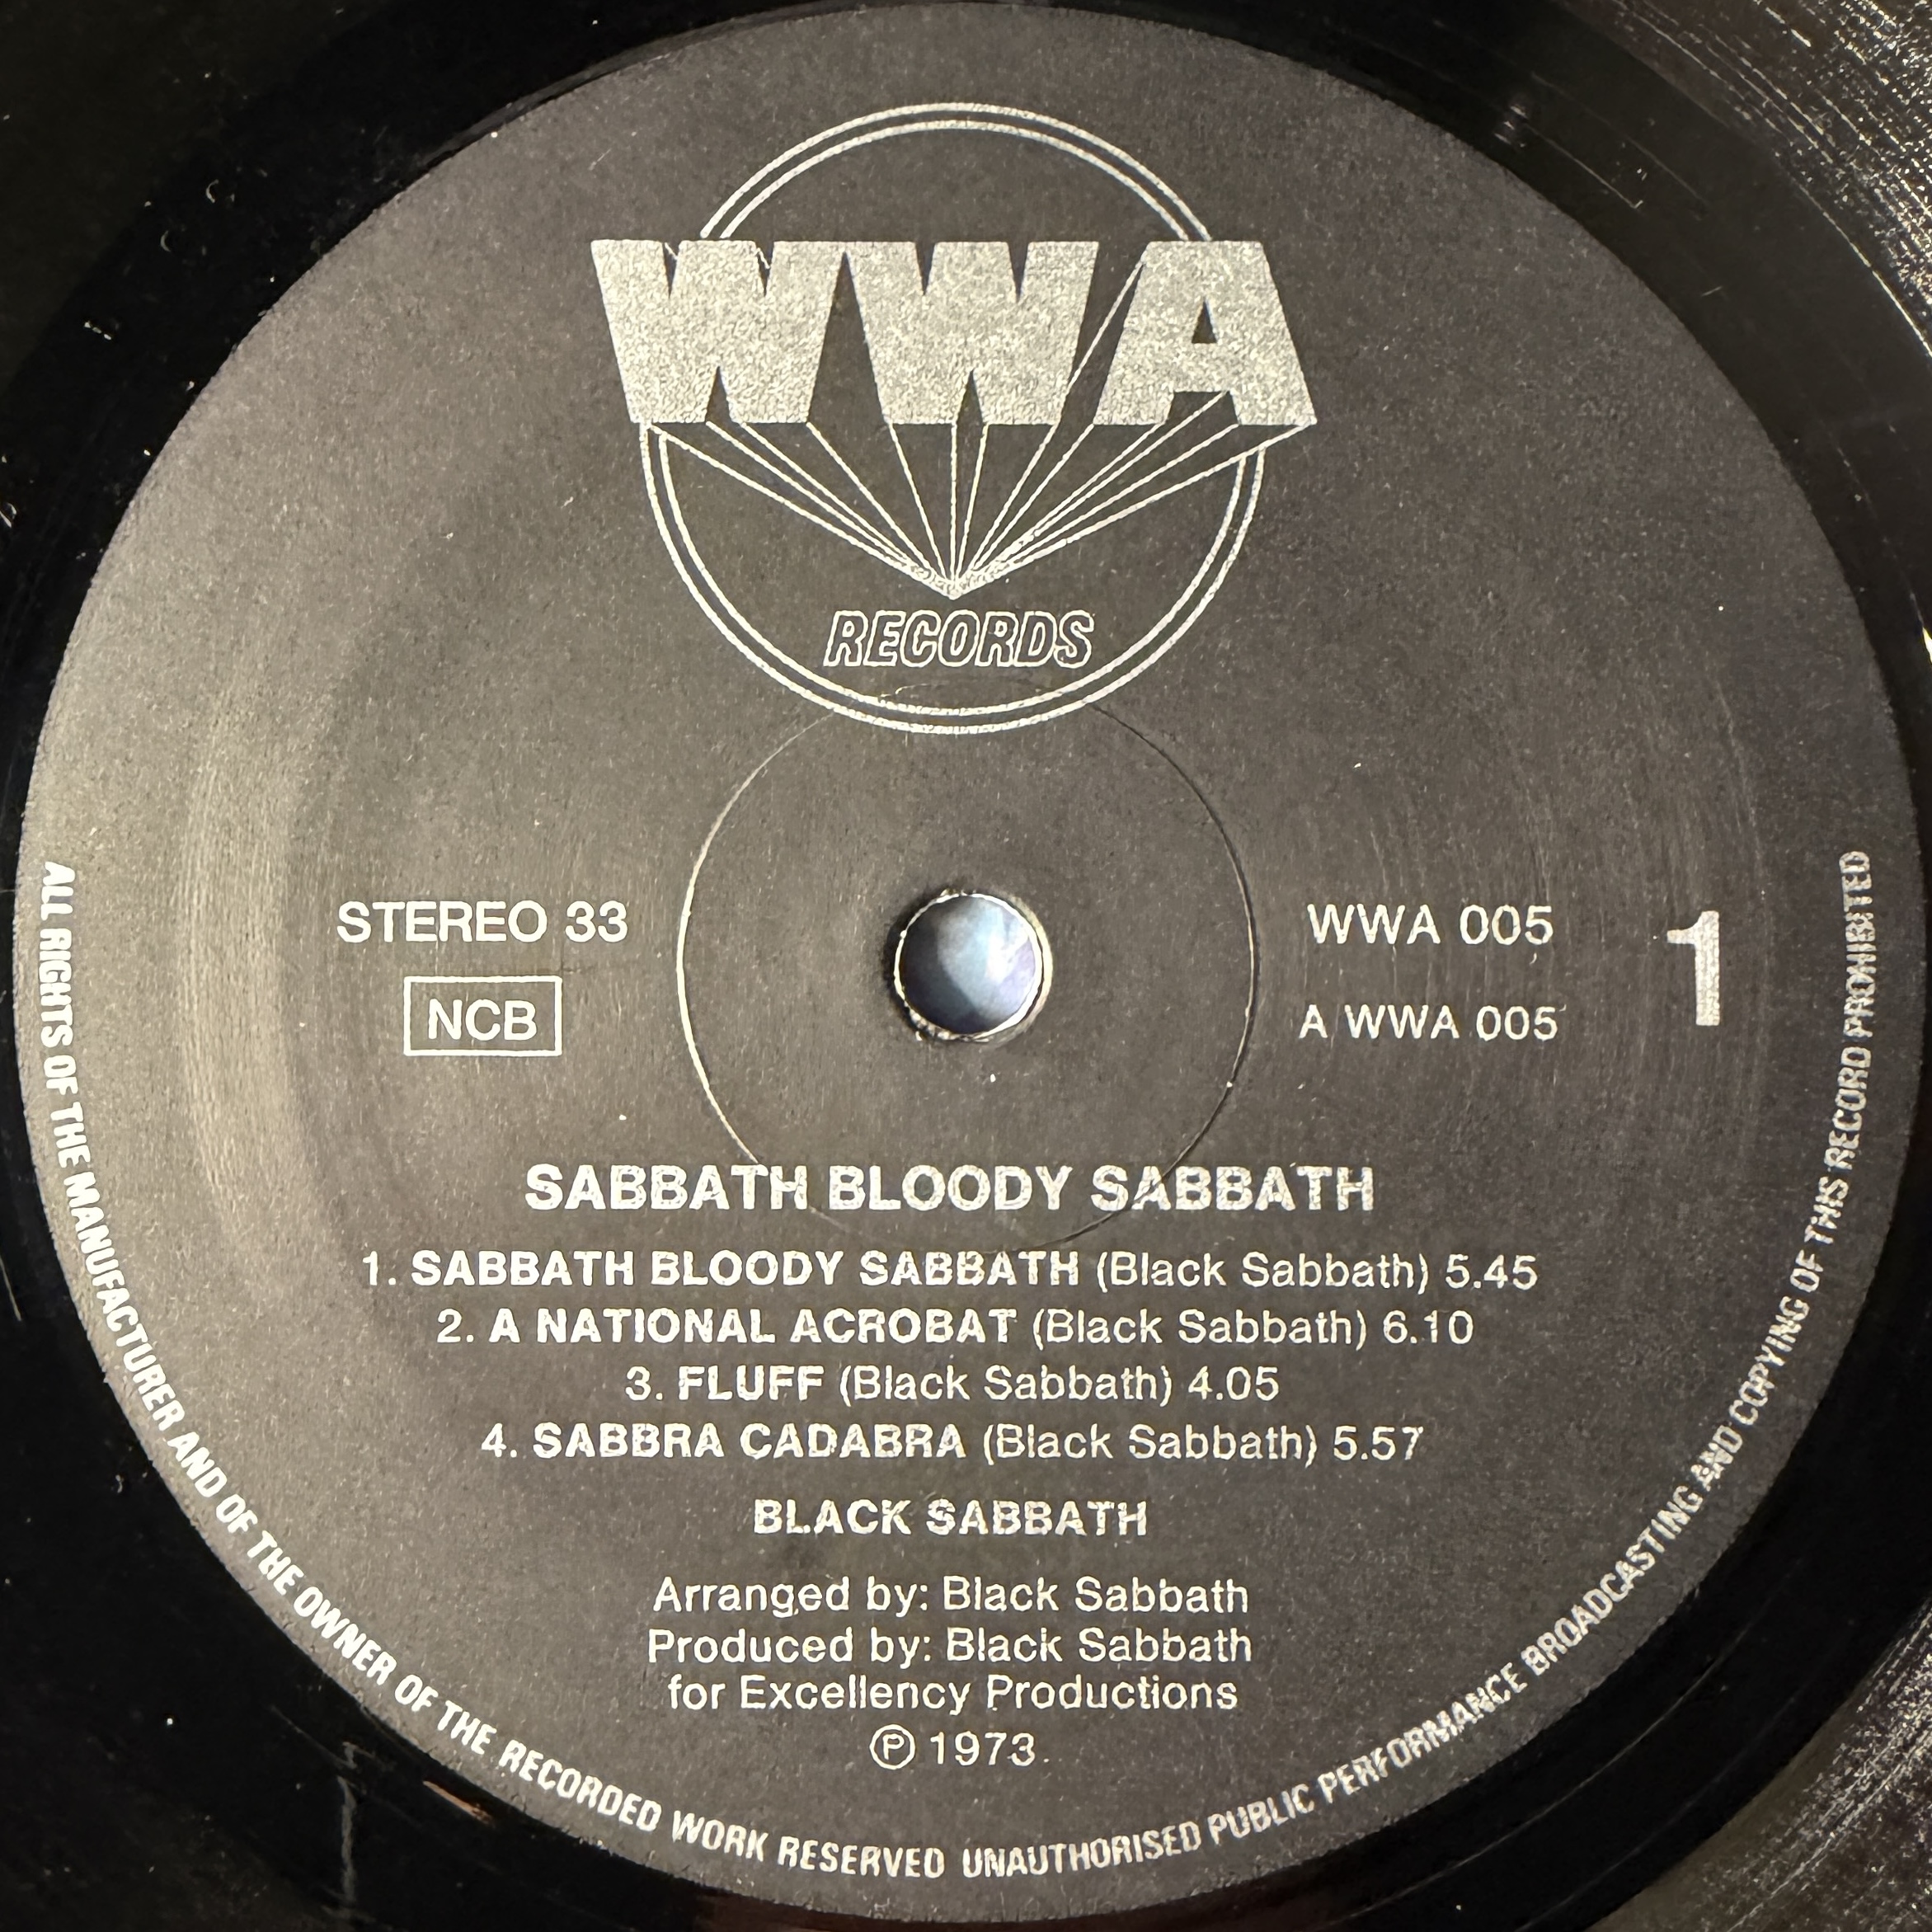 WWA
RECORDS
STEREO 33
NCB
WWA 005
A WWA 005
1
SABBATH BLOODY SABBATH
1. SABBATH BLOODY SABBATH (Black Sabbath) 5.45
2. A NATIONAL ACROBAT (Black Sabbath) 6.10
3. FLUFF (Black Sabbath) 4.05
4. SABBRA CADABRA (Black Sabbath) 5.57
BLACK SABBATH
Arranged by: Black Sabbath
Produced by: Black Sabbath
for Excellency Productions
℗ 1973
ALL RIGHTS OF THE MANUFACTURER AND OF THE OWNER OF THE RECORDED WORK RESERVED UNAUTHORISED PUBLIC PERFORMANCE BROADCASTING AND COPYING OF THIS RECORD PROHIBITED